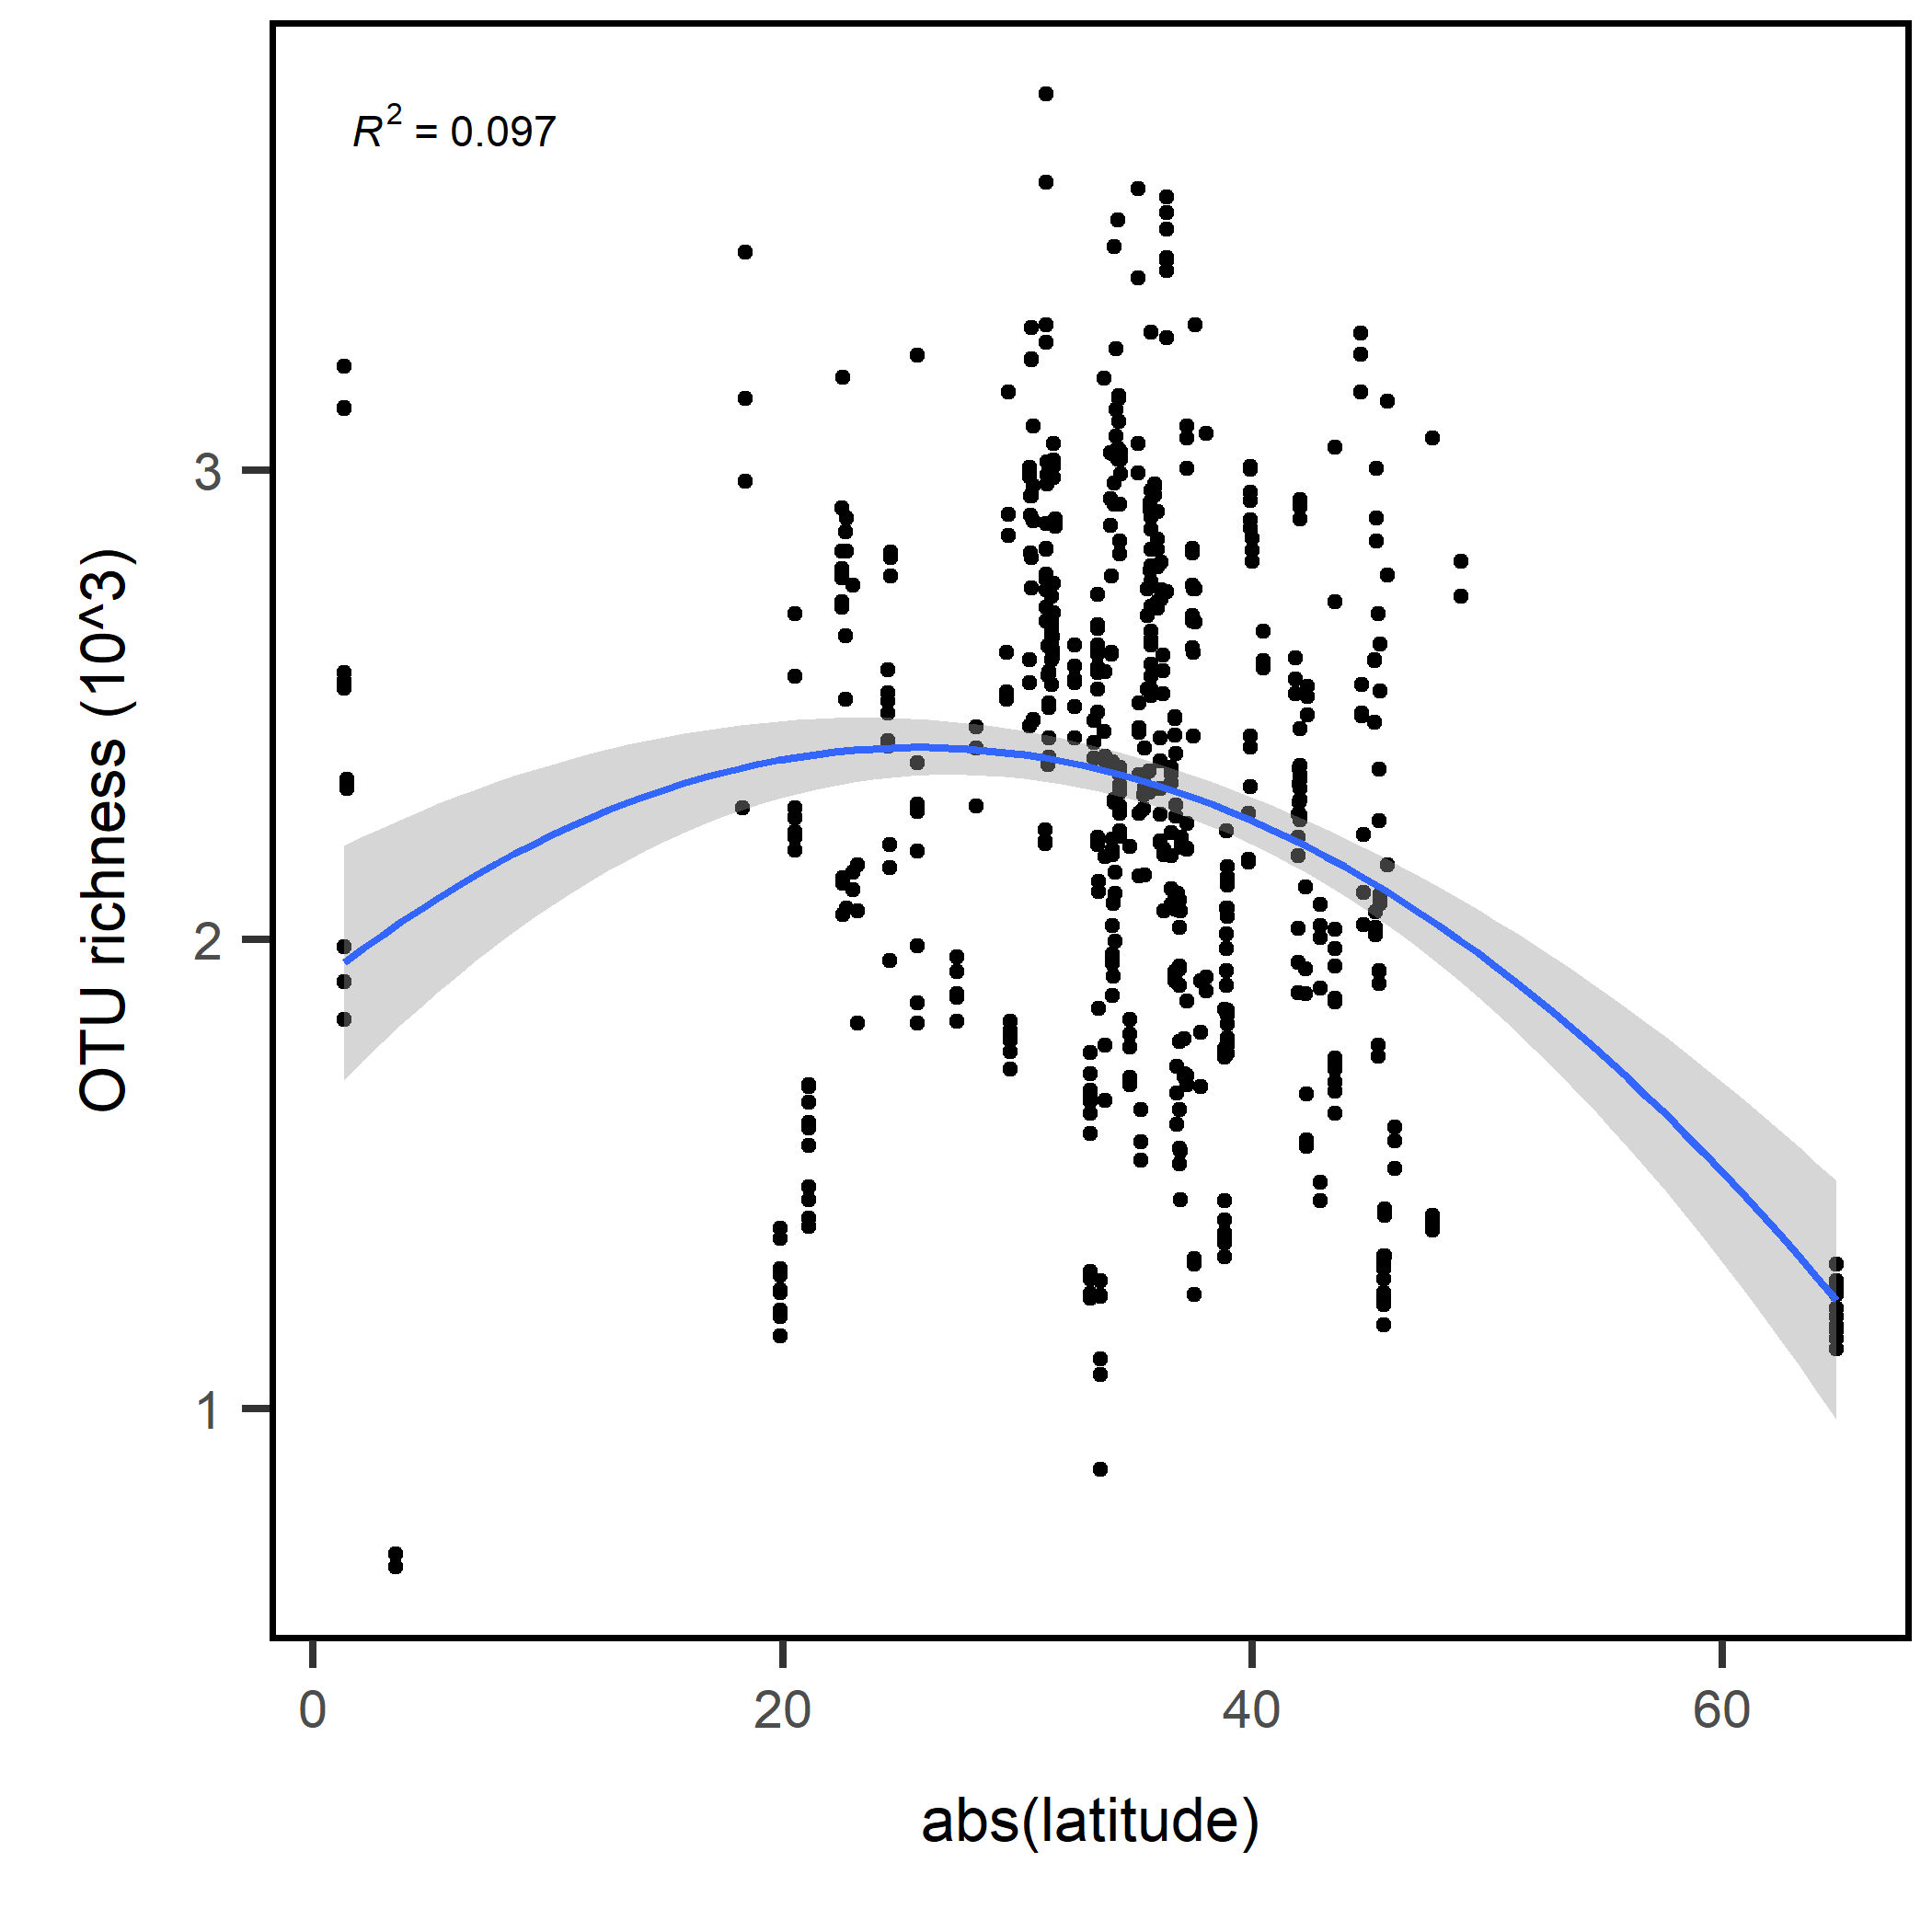 R² = 0.097
OTU richness (10^3)
3
2
1
0 20 40 60
abs(latitude)